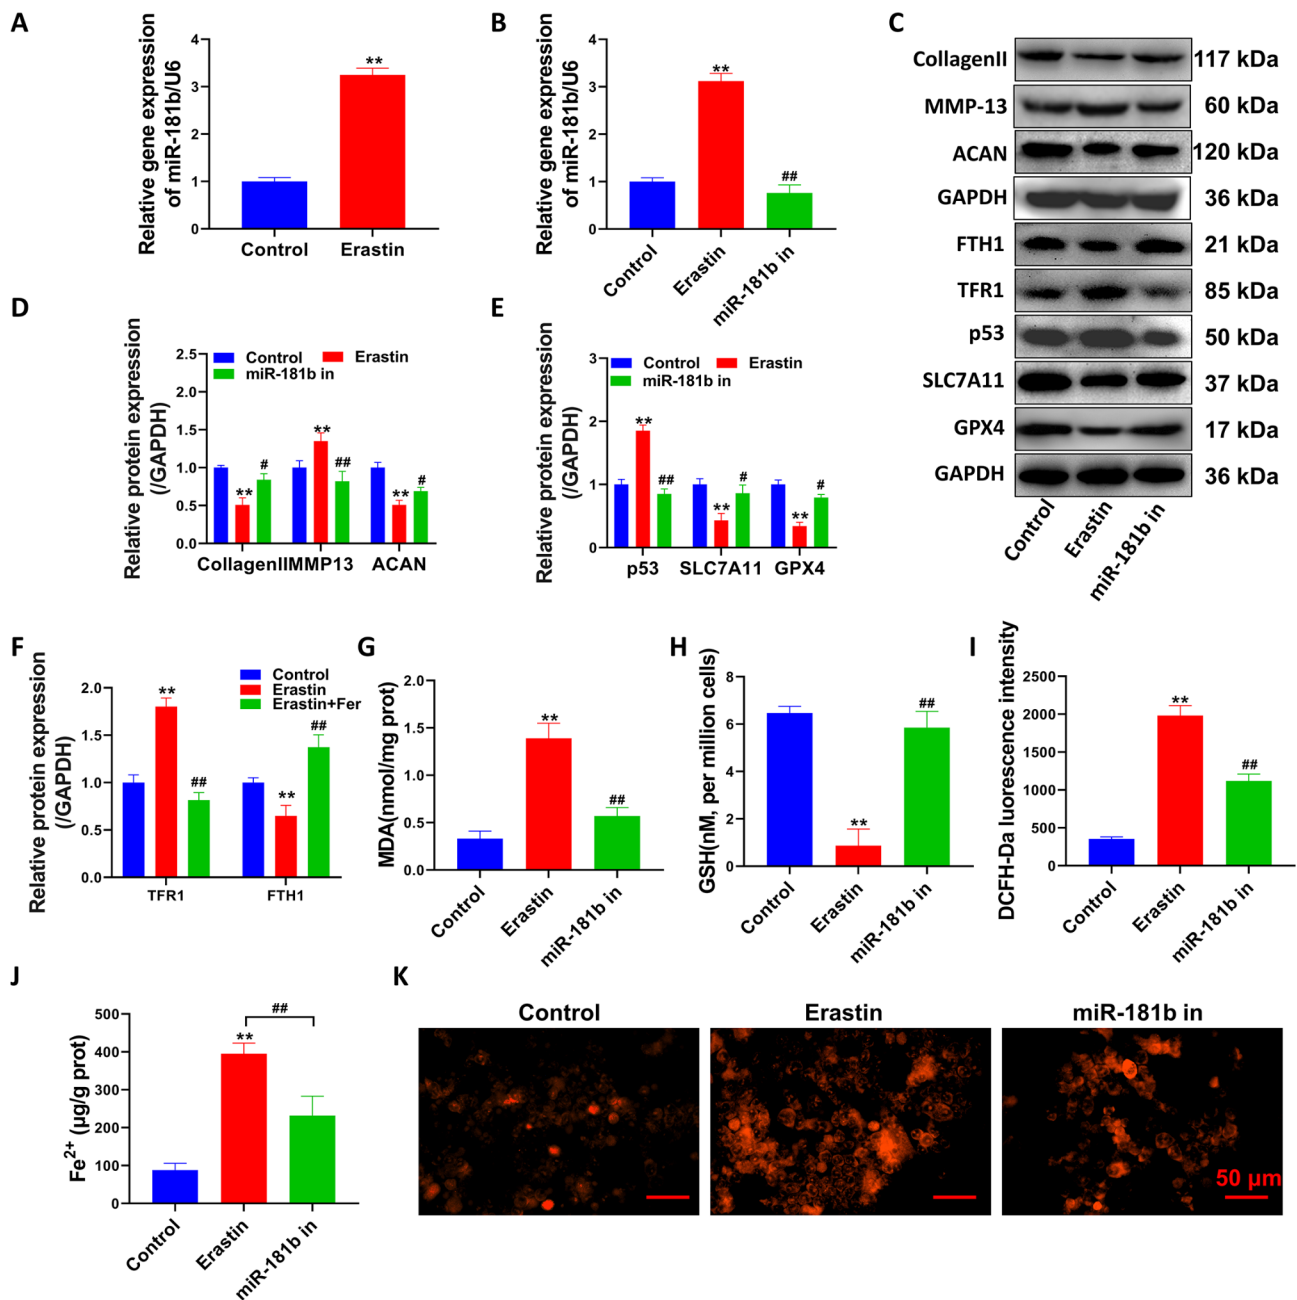 A
Relative gene expression
of miR-181b/U6
4
3
2
1
0
**
Control
Erastin
B
Relative gene expression
of miR-181b/U6
4
3
2
1
0
**
##
Control
Erastin
miR-181b in
C
CollagenII
117 kDa
MMP-13
60 kDa
ACAN
120 kDa
GAPDH
36 kDa
FTH1
21 kDa
TFR1
85 kDa
p53
50 kDa
SLC7A11
37 kDa
GPX4
17 kDa
GAPDH
36 kDa
Control
Erastin
miR-181b in
D
Relative protein expression
(/GAPDH)
Control
Erastin
miR-181b in
2.5
2.0
1.5
1.0
0.5
0.0
**
#
**
##
**
#
CollagenII
MMP13
ACAN
E
Relative protein expression
(/GAPDH)
Control
Erastin
miR-181b in
3
2
1
0
**
##
**
#
**
#
p53
SLC7A11
GPX4
F
Relative protein expression
(/GAPDH)
Control
Erastin
Erastin+Fer
2.0
1.5
1.0
0.5
0.0
**
##
**
##
TFR1
FTH1
G
MDA(nmol/mg prot)
2.0
1.5
1.0
0.5
0.0
**
##
Control
Erastin
miR-181b in
H
GSH(nM, per million cells)
8
6
4
2
0
**
##
Control
Erastin
miR-181b in
I
DCFH-Da luorescence intensity
2500
2000
1500
1000
500
0
**
##
Control
Erastin
miR-181b in
J
Fe2+ (μg/g prot)
500
400
300
200
100
0
**
##
Control
Erastin
miR-181b in
K
Control
Erastin
miR-181b in
50 μm